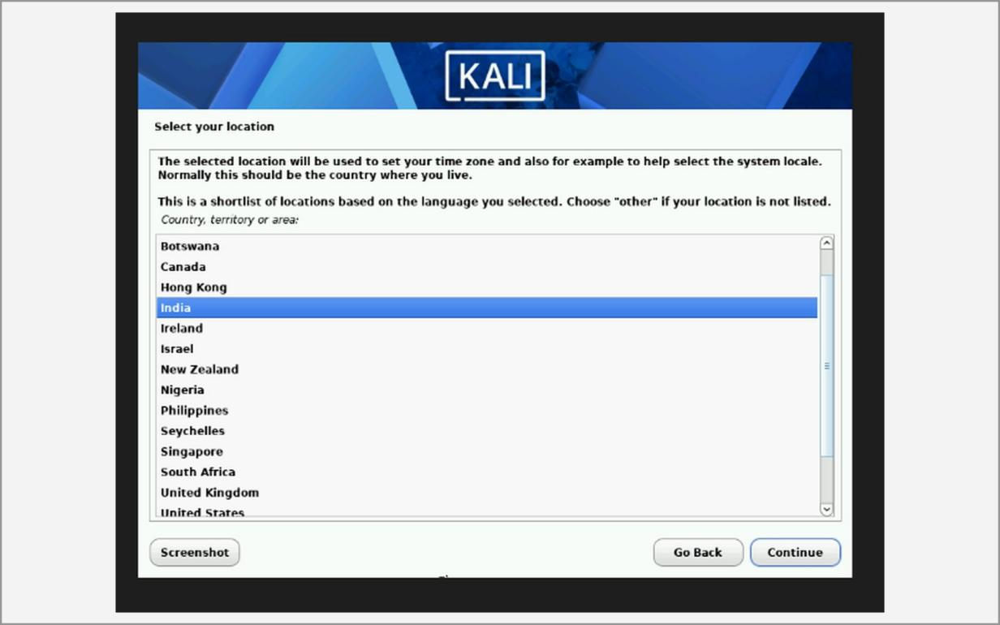 KALI
Select your location
The selected location will be used to set your time zone and also for example to help select the system locale.
Normally this should be the country where you live.
This is a shortlist of locations based on the language you selected. Choose "other" if your location is not listed.
Country, territory or area:
Botswana
Canada
Hong Kong
India
Ireland
Israel
New Zealand
Nigeria
Philippines
Seychelles
Singapore
South Africa
United Kingdom
United States
Screenshot
Go Back
Continue